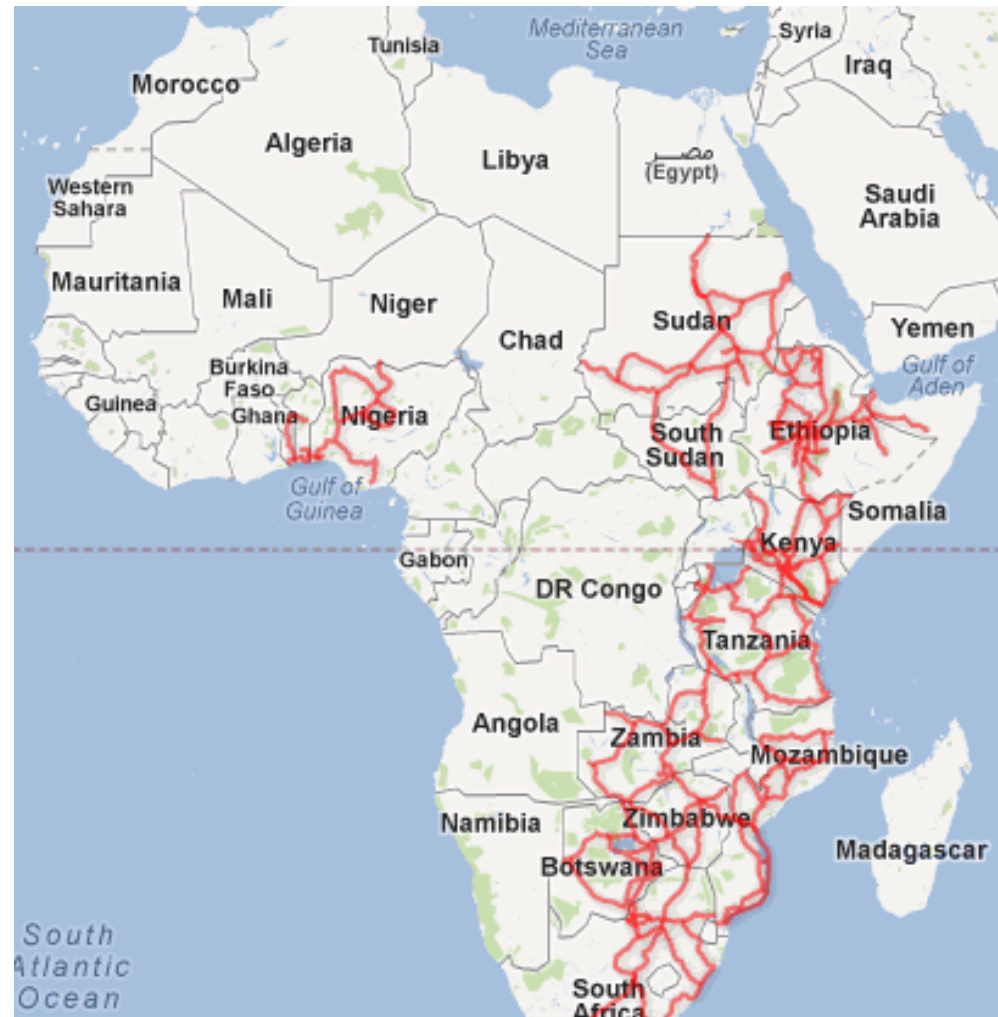 Mediterranean
Sea
Syria
Tunisia
Iraq
Morocco
Algeria
Libya
مصر
(Egypt)
Western
Sahara
Saudi
Arabia
Mauritania
Mali
Niger
Chad
Sudan
Yemen
Gulf of
Aden
Burkina
Faso
Guinea
Ghana
Nigeria
South
Sudan
Ethiopia
Gulf of
Guinea
Somalia
Kenya
Gabon
DR Congo
Tanzania
Angola
Zambia
Mozambique
Namibia
Zimbabwe
Madagascar
Botswana
South
Atlantic
Ocean
South
Africa